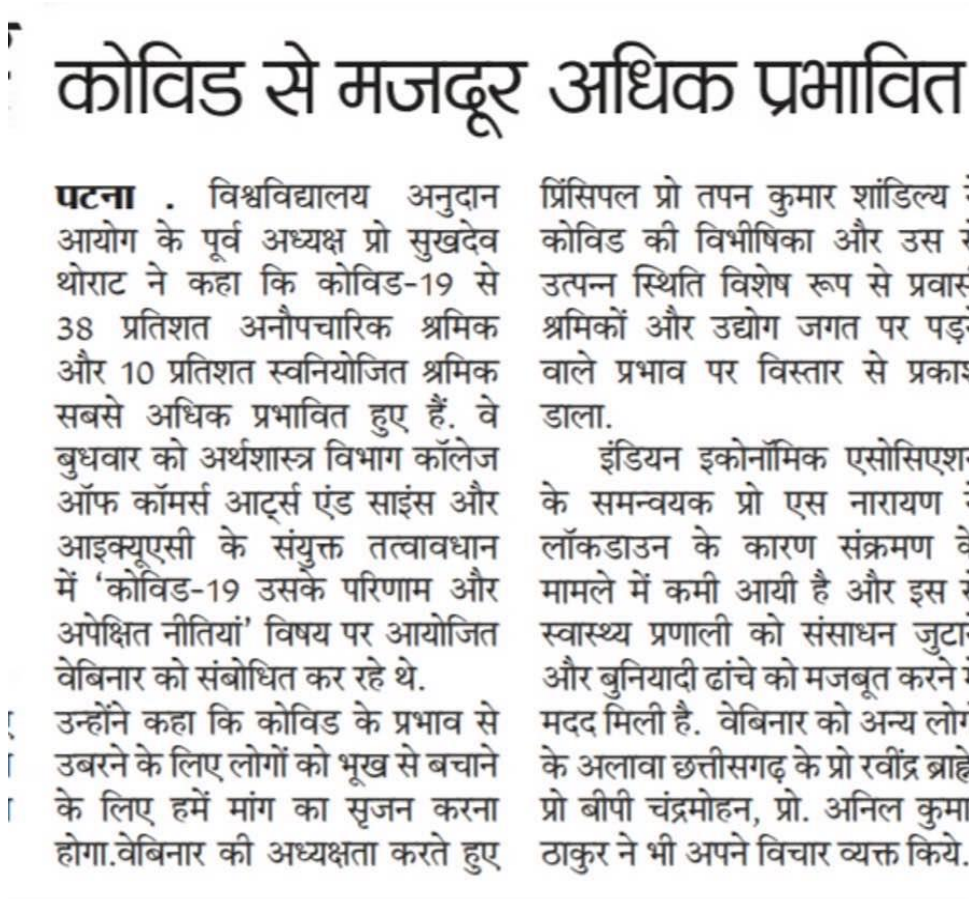 कोविड से मजदूर अधिक प्रभावित
पटना . विश्वविद्यालय अनुदान
आयोग के पूर्व अध्यक्ष प्रो सुखदेव
थोराट ने कहा कि कोविड-19 से
38 प्रतिशत अनौपचारिक श्रमिक
और 10 प्रतिशत स्वनियोजित श्रमिक
सबसे अधिक प्रभावित हुए हैं. वे
बुधवार को अर्थशास्त्र विभाग कॉलेज
ऑफ कॉमर्स आर्ट्स एंड साइंस और
आइक्यूएसी के संयुक्त तत्वावधान
में ‘कोविड-19 उसके परिणाम और
अपेक्षित नीतियां’ विषय पर आयोजित
वेबिनार को संबोधित कर रहे थे.
उन्होंने कहा कि कोविड के प्रभाव से
उबरने के लिए लोगों को भूख से बचाने
के लिए हमें मांग का सृजन करना
होगा.वेबिनार की अध्यक्षता करते हुए
प्रिंसिपल प्रो तपन कुमार शांडिल्य
कोविड की विभीषिका और उस
उत्पन्न स्थिति विशेष रूप से
श्रमिकों और उद्योग जगत पर
वाले प्रभाव पर विस्तार से
डाला.
इंडियन इकोनॉमिक
के समन्वयक प्रो एस नारायण
लॉकडाउन के कारण संक्रमण
मामले में कमी आयी है और इस
स्वास्थ्य प्रणाली को संसाधन
और बुनियादी ढांचे को मजबूत करने
मदद मिली है. वेबिनार को अन्य
के अलावा छत्तीसगढ़ के प्रो रवींद्र
प्रो बीपी चंद्रमोहन, प्रो. अनिल
ठाकुर ने भी अपने विचार व्यक्त किये.